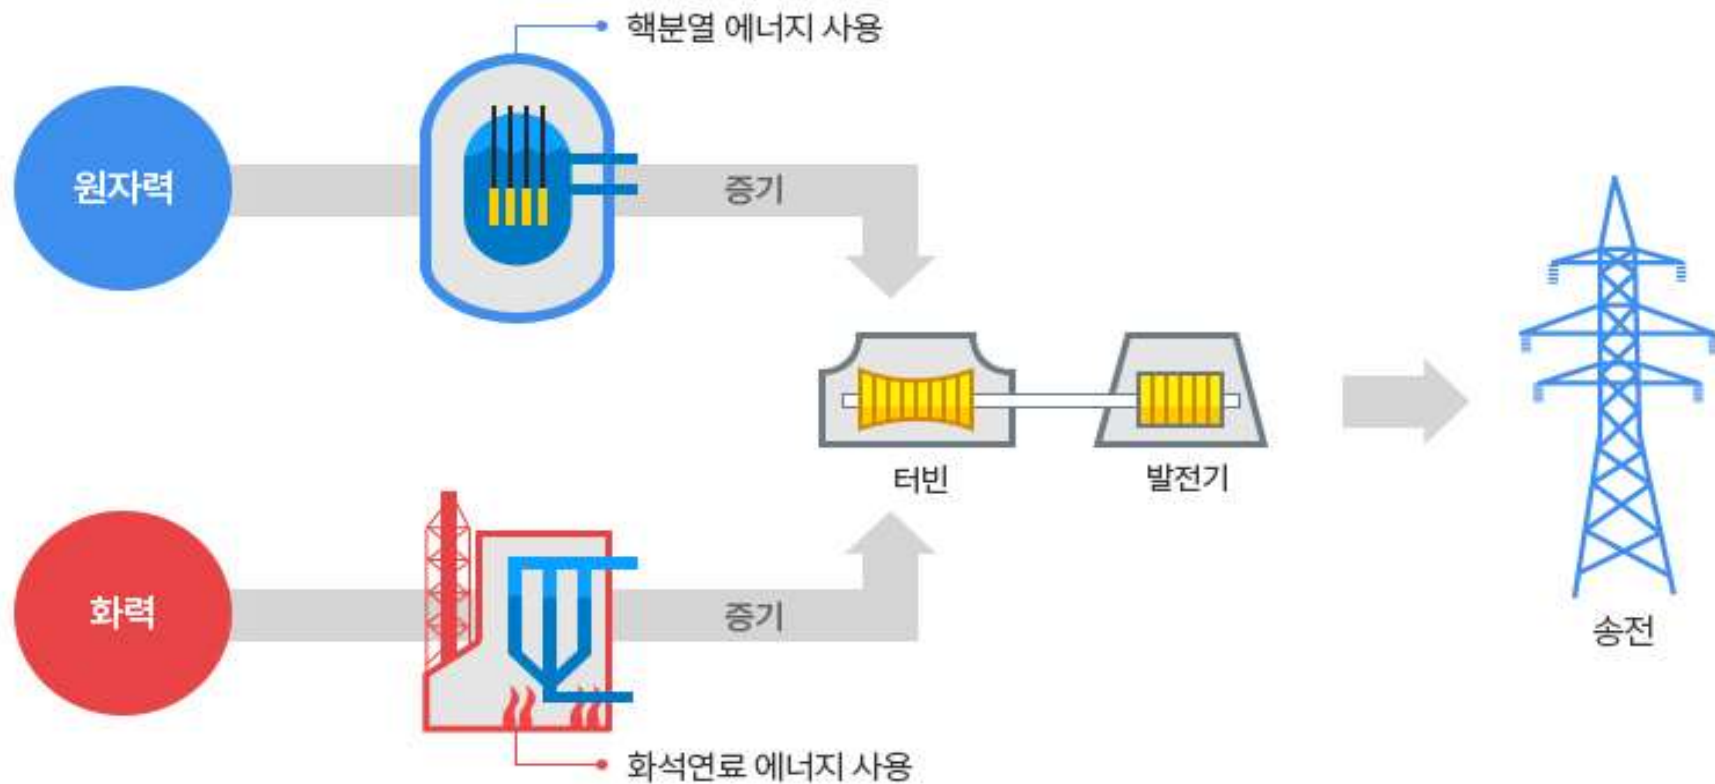 핵분열 에너지 사용
원자력
증기
터빈
발전기
송전
화력
증기
화석연료 에너지 사용